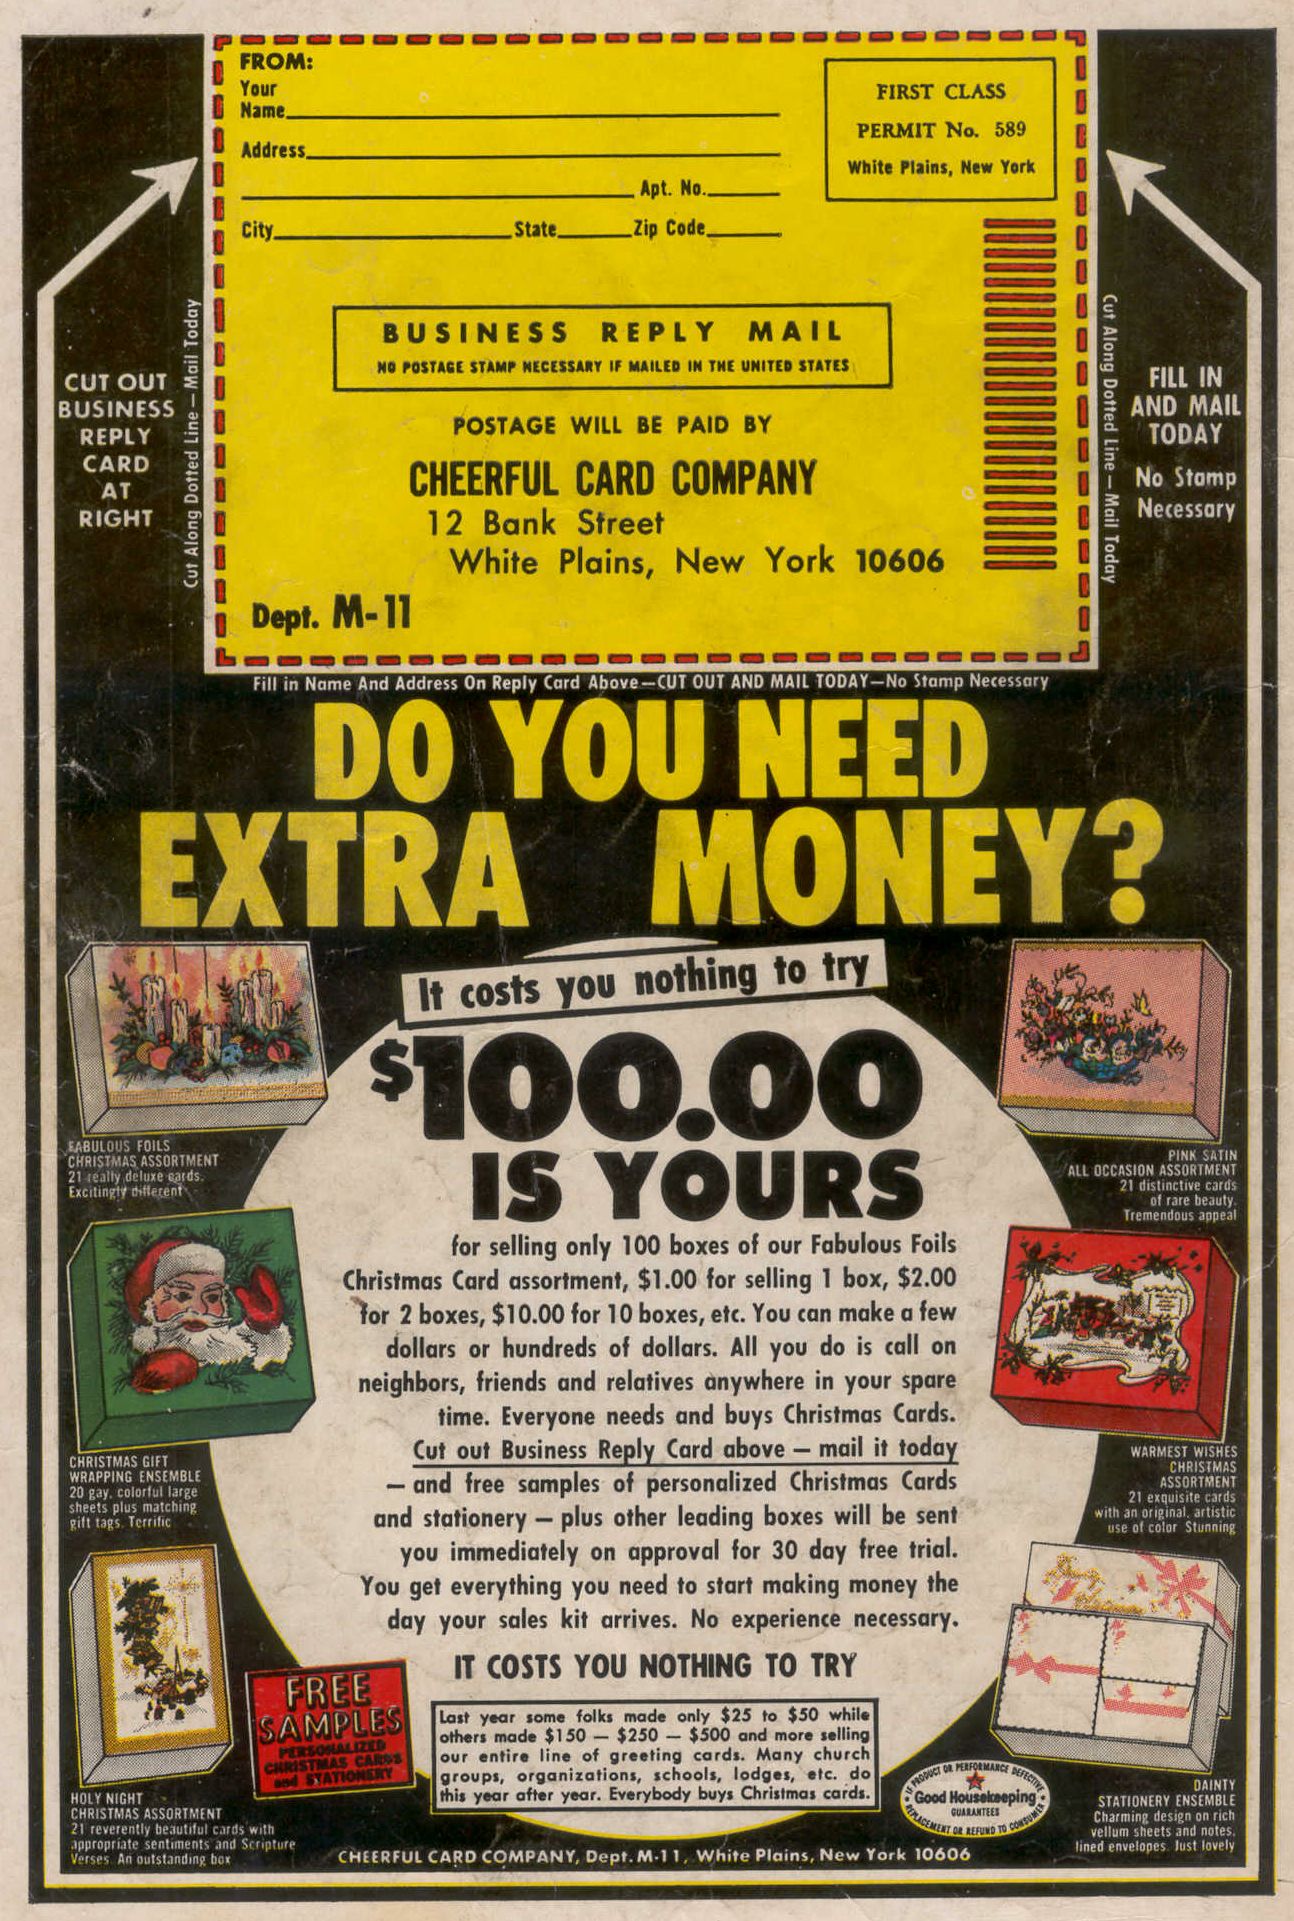 FROM:
Your
Name
Address
Apt. No.
City State Zip Code
FIRST CLASS
PERMIT No. 589
White Plains, New York
BUSINESS REPLY MAIL
NO POSTAGE STAMP NECESSARY IF MAILED IN THE UNITED STATES
POSTAGE WILL BE PAID BY
CHEERFUL CARD COMPANY
12 Bank Street
White Plains, New York 10606
Dept. M-11
CUT OUT
BUSINESS
REPLY
CARD
AT
RIGHT
Cut Along Dotted Line – Mail Today
Cut Along Dotted Line – Mail Today
FILL IN
AND MAIL
TODAY
No Stamp
Necessary
Fill in Name And Address On Reply Card Above—CUT OUT AND MAIL TODAY—No Stamp Necessary
DO YOU NEED
EXTRA MONEY?
It costs you nothing to try
$100.00
IS YOURS
for selling only 100 boxes of our Fabulous Foils
Christmas Card assortment, $1.00 for selling 1 box, $2.00
for 2 boxes, $10.00 for 10 boxes, etc. You can make a few
dollars or hundreds of dollars. All you do is call on
neighbors, friends and relatives anywhere in your spare
time. Everyone needs and buys Christmas Cards.
Cut out Business Reply Card above — mail it today
— and free samples of personalized Christmas Cards
and stationery — plus other leading boxes will be sent
you immediately on approval for 30 day free trial.
You get everything you need to start making money the
day your sales kit arrives. No experience necessary.
IT COSTS YOU NOTHING TO TRY
Last year some folks made only $25 to $50 while
others made $150 — $250 — $500 and more selling
our entire line of greeting cards. Many church
groups, organizations, schools, lodges, etc. do
this year after year. Everybody buys Christmas cards.
FABULOUS FOILS
CHRISTMAS ASSORTMENT
21 really deluxe cards.
Excitingly different
CHRISTMAS GIFT
WRAPPING ENSEMBLE
20 gay, colorful large
sheets plus matching
gift tags. Terrific
HOLY NIGHT
CHRISTMAS ASSORTMENT
21 reverently beautiful cards with
appropriate sentiments and Scripture
Verses. An outstanding box
FREE
SAMPLES
PERSONALIZED
CHRISTMAS CARDS
and STATIONERY
PINK SATIN
ALL OCCASION ASSORTMENT
21 distinctive cards
of rare beauty.
Tremendous appeal
WARMEST WISHES
CHRISTMAS
ASSORTMENT
21 exquisite cards
with an original, artistic
use of color Stunning
DAINTY
STATIONERY ENSEMBLE
Charming design on rich
vellum sheets and notes,
lined envelopes. Just lovely
IF PRODUCT OR PERFORMANCE DEFECTIVE
Good Housekeeping
GUARANTEES
REPLACEMENT OR REFUND TO CONSUMER
CHEERFUL CARD COMPANY, Dept. M-11, White Plains, New York 10606